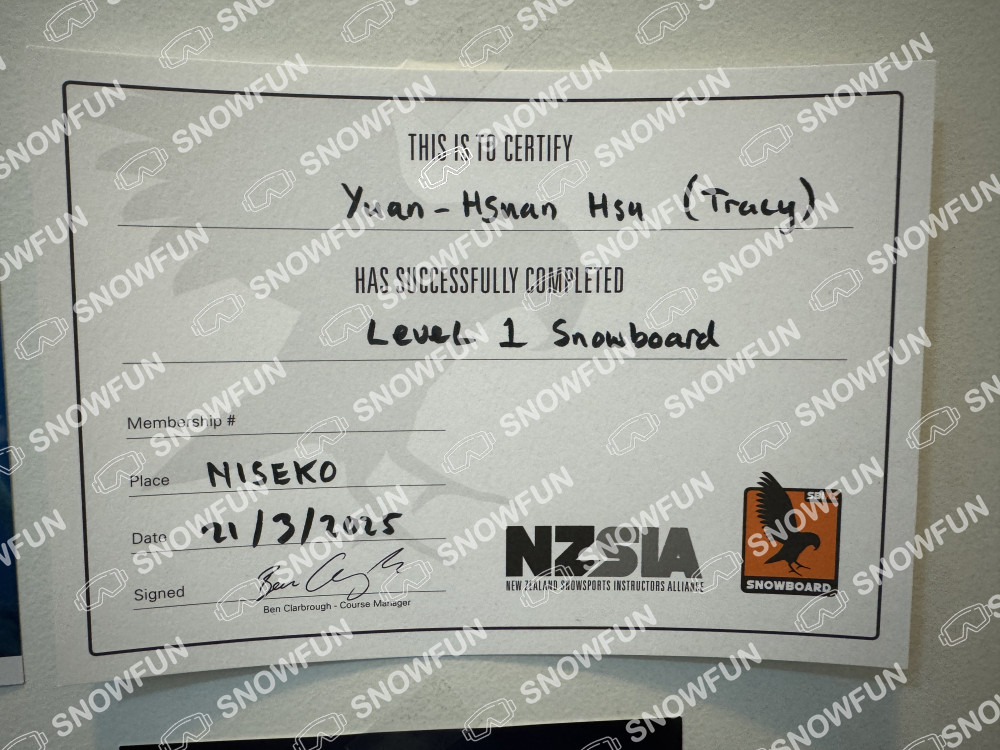 THIS IS TO CERTIFY
Yuan-Hsuan Hsu (Tracy)
HAS SUCCESSFULLY COMPLETED
Level 1 Snowboard
Membership #
Place NISEKO
Date 21/3/2025
Signed
Ben Clarbrough - Course Manager
NZSIA
NEW ZEALAND SNOWSPORTS INSTRUCTORS ALLIANCE
SBI
SNOWBOARD
SNOWFUN